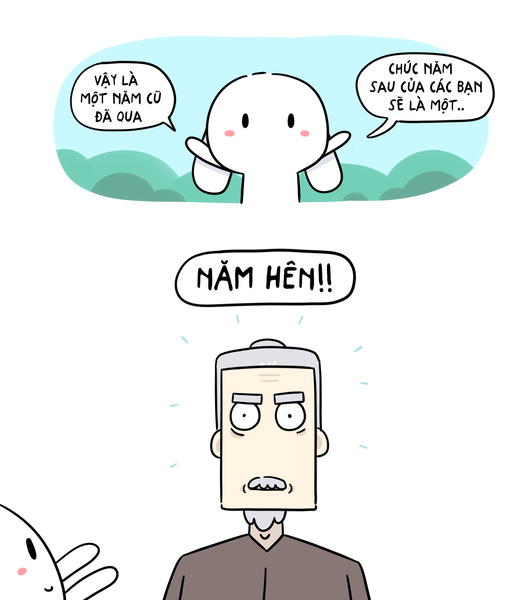 VẬY LÀ
MỘT NĂM CŨ
ĐÃ QUA
CHÚC NĂM
SAU CỦA CÁC BẠN
SẼ LÀ MỘT..
NĂM HÊN!!